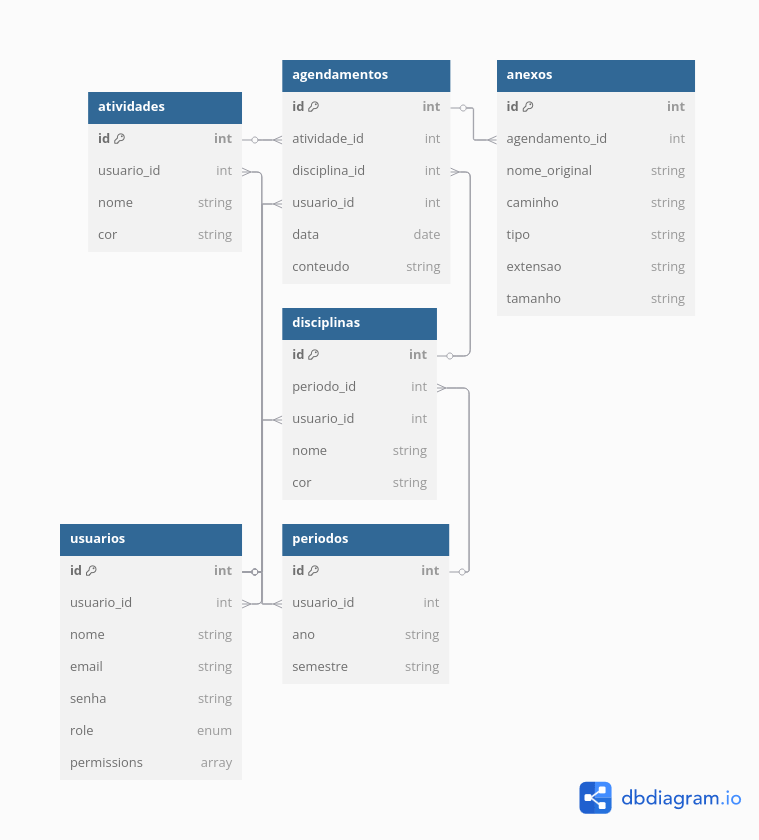 atividades
id int
usuario_id int
nome string
cor string
agendamentos
id int
atividade_id int
disciplina_id int
usuario_id int
data date
conteudo string
anexos
id int
agendamento_id int
nome_original string
caminho string
tipo string
extensao string
tamanho string
disciplinas
id int
periodo_id int
usuario_id int
nome string
cor string
usuarios
id int
usuario_id int
nome string
email string
senha string
role enum
permissions array
periodos
id int
usuario_id int
ano string
semestre string
dbdiagram.io